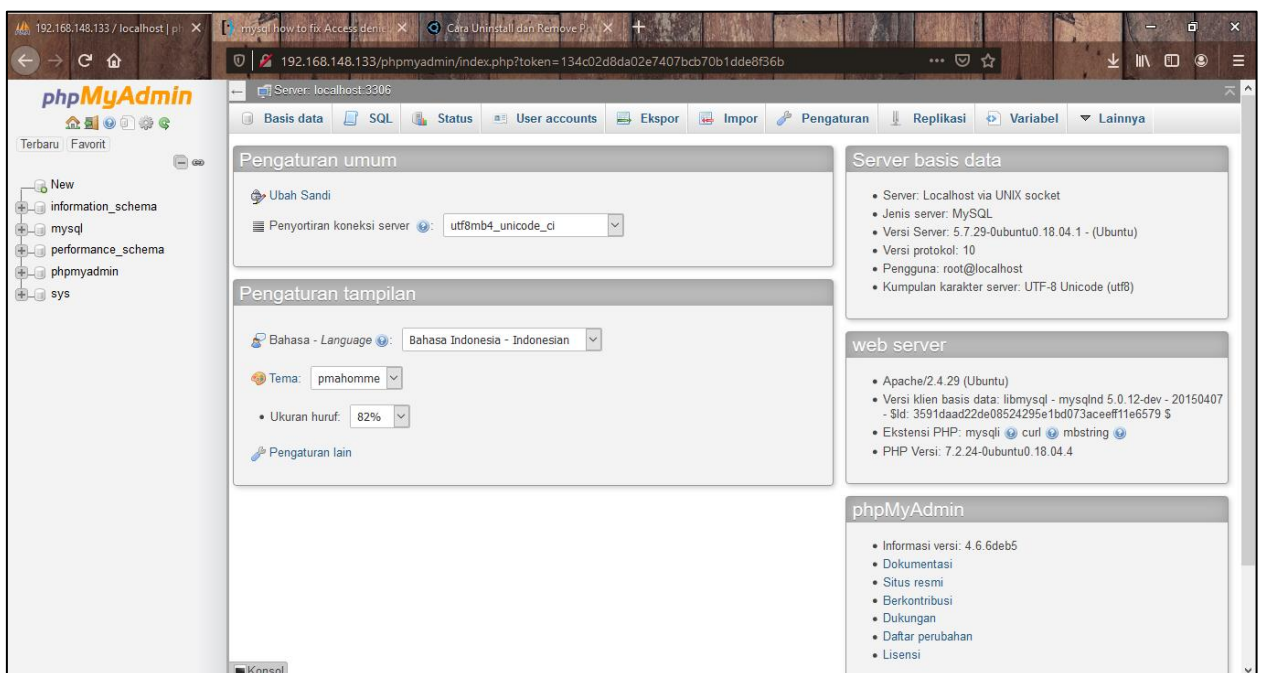 192.168.148.133 / localhost | ph
mysql how to fix Access denie
Cara Uninstall dan Remove Ph
192.168.148.133/phpmyadmin/index.php?token=134c02d8da02e7407bcb70b1dde8f36b
phpMyAdmin
Terbaru Favorit
New
information_schema
mysql
performance_schema
phpmyadmin
sys
Server: localhost:3306
Basis data SQL Status User accounts Ekspor Impor Pengaturan Replikasi Variabel Lainnya
Pengaturan umum
Ubah Sandi
Penyortiran koneksi server : utf8mb4_unicode_ci
Pengaturan tampilan
Bahasa - Language : Bahasa Indonesia - Indonesian
Tema: pmahomme
Ukuran huruf: 82%
Pengaturan lain
Server basis data
Server: Localhost via UNIX socket
Jenis server: MySQL
Versi Server: 5.7.29-0ubuntu0.18.04.1 - (Ubuntu)
Versi protokol: 10
Pengguna: root@localhost
Kumpulan karakter server: UTF-8 Unicode (utf8)
web server
Apache/2.4.29 (Ubuntu)
Versi klien basis data: libmysql - mysqlnd 5.0.12-dev - 20150407
- $Id: 3591daad22de08524295e1bd073aceeff11e6579 $
Ekstensi PHP: mysqli curl mbstring
PHP Versi: 7.2.24-0ubuntu0.18.04.4
phpMyAdmin
Informasi versi: 4.6.6deb5
Dokumentasi
Situs resmi
Berkontribusi
Dukungan
Daftar perubahan
Lisensi
Konsol